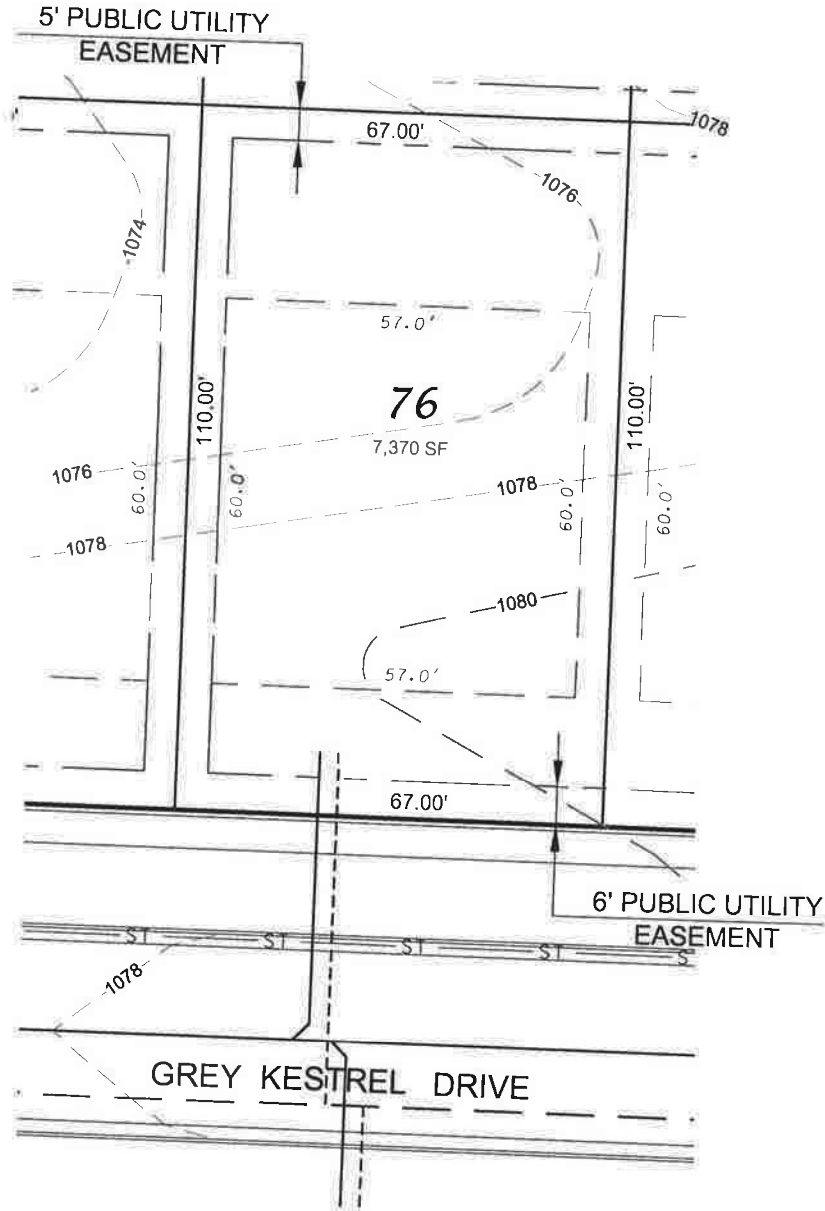 5' PUBLIC UTILITY
EASEMENT
67.00'
1078
1076
1074
57.0'
76
7,370 SF
110.00'
110.00'
1076
60.0'
60.0'
1078
60.0'
60.0'
1078
1080
57.0'
67.00'
6' PUBLIC UTILITY
EASEMENT
ST ST ST ST S
1078
GREY KESTREL DRIVE